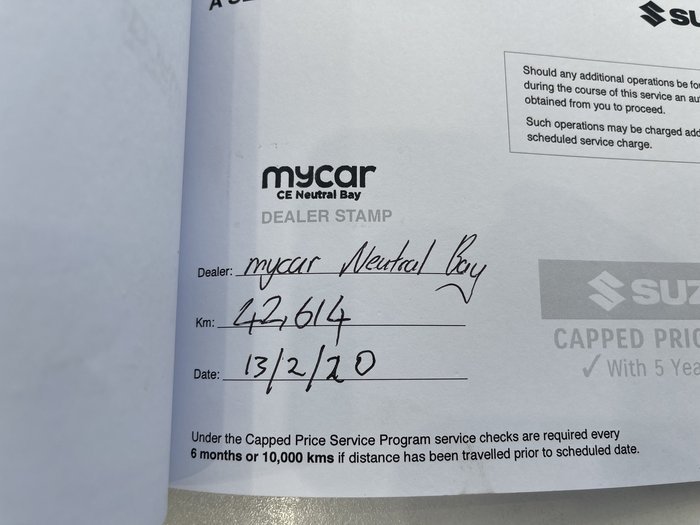 SU
Should any additional operations be fo
during the course of this service an au
obtained from you to proceed.
Such operations may be charged add
scheduled service charge.
mycar
CE Neutral Bay
DEALER STAMP
Dealer: mycar Neutral Bay
Km: 42,614
Date: 13/2/20
SUZ
CAPPED PRIC
✓ With 5 Yea
Under the Capped Price Service Program service checks are required every
6 months or 10,000 kms if distance has been travelled prior to scheduled date.